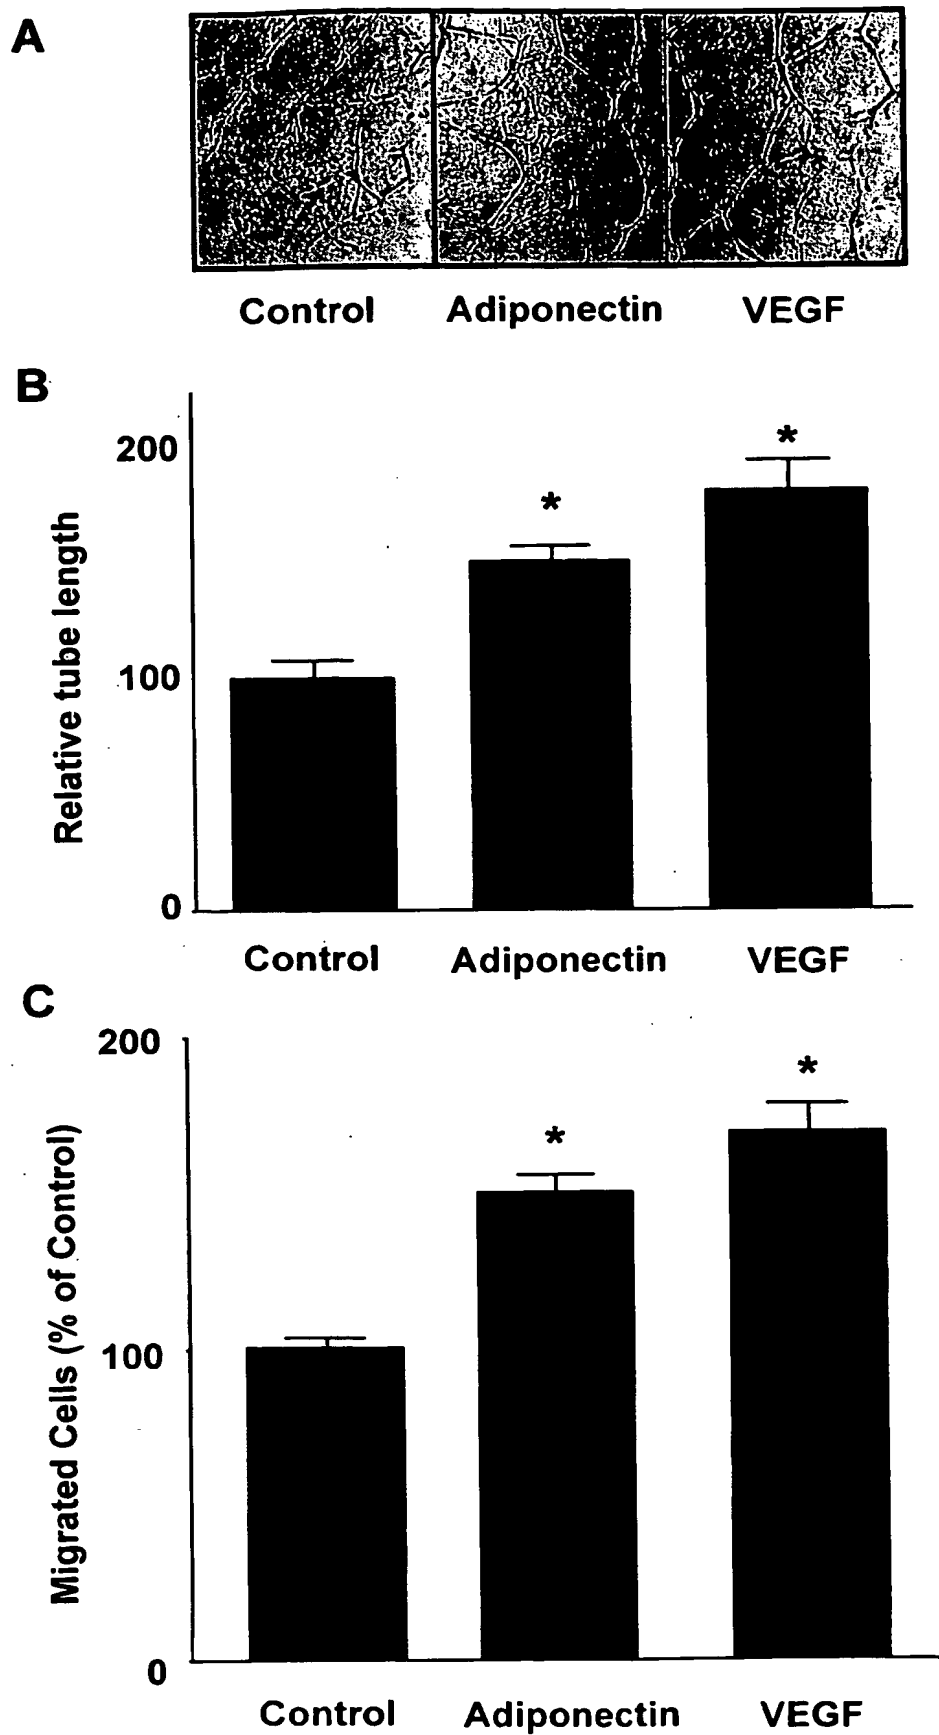 A
Control Adiponectin VEGF
B
200
*
*
100
Relative tube length
0
Control Adiponectin VEGF
C
200
*
*
100
Migrated Cells (% of Control)
0
Control Adiponectin VEGF